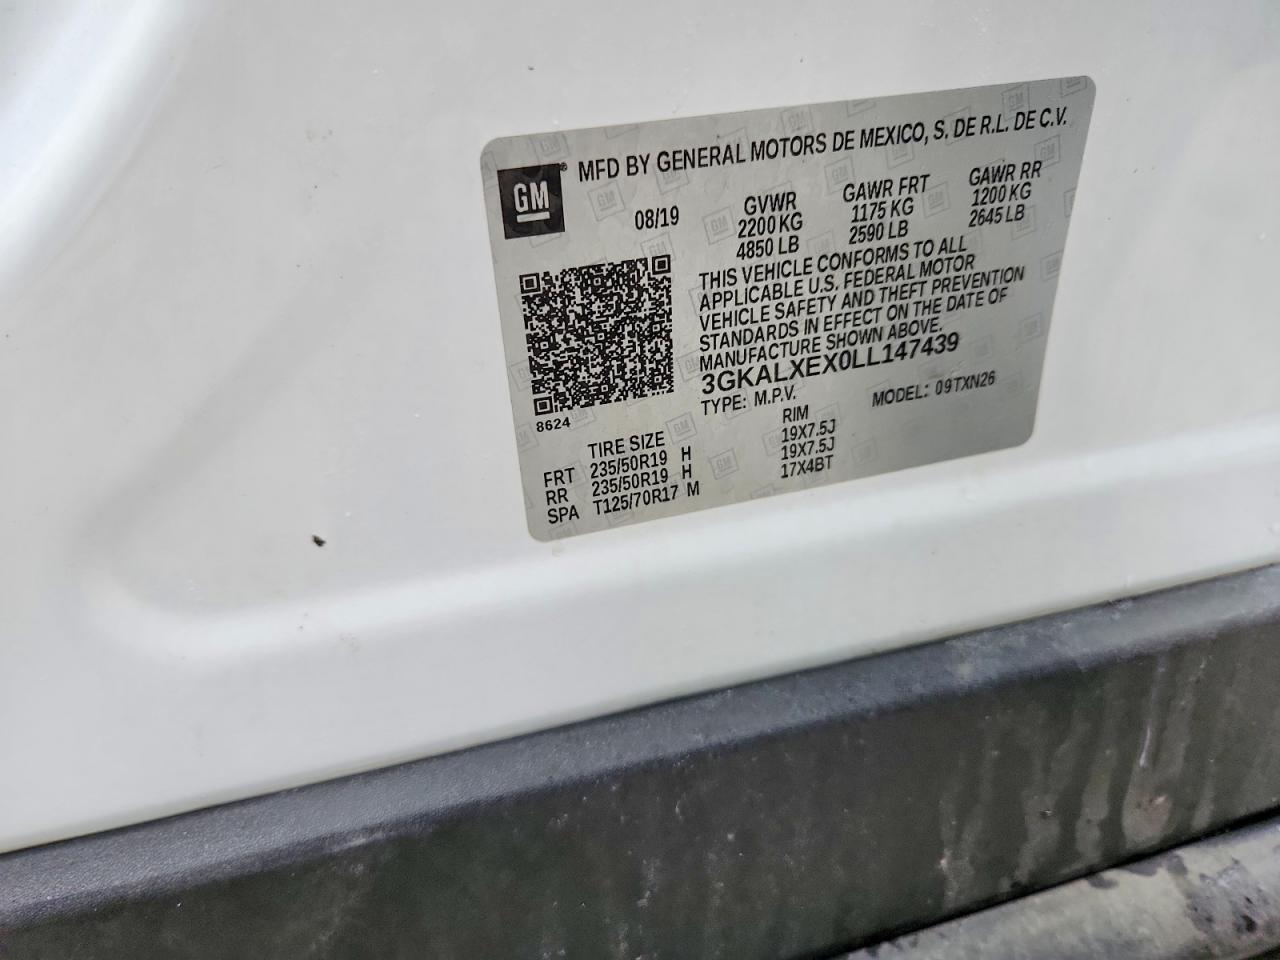 MFD BY GENERAL MOTORS DE MEXICO, S. DE R.L. DE C.V.
GM®
08/19
GVWR GAWR FRT GAWR RR
2200 KG 1175 KG 1200 KG
4850 LB 2590 LB 2645 LB
THIS VEHICLE CONFORMS TO ALL
APPLICABLE U.S. FEDERAL MOTOR
VEHICLE SAFETY AND THEFT PREVENTION
STANDARDS IN EFFECT ON THE DATE OF
MANUFACTURE SHOWN ABOVE.
3GKALXEX0LL147439
TYPE: M.P.V. MODEL: 09TXN26
8624
TIRE SIZE RIM
FRT 235/50R19 H 19X7.5J
RR 235/50R19 H 19X7.5J
SPA T125/70R17 M 17X4BT